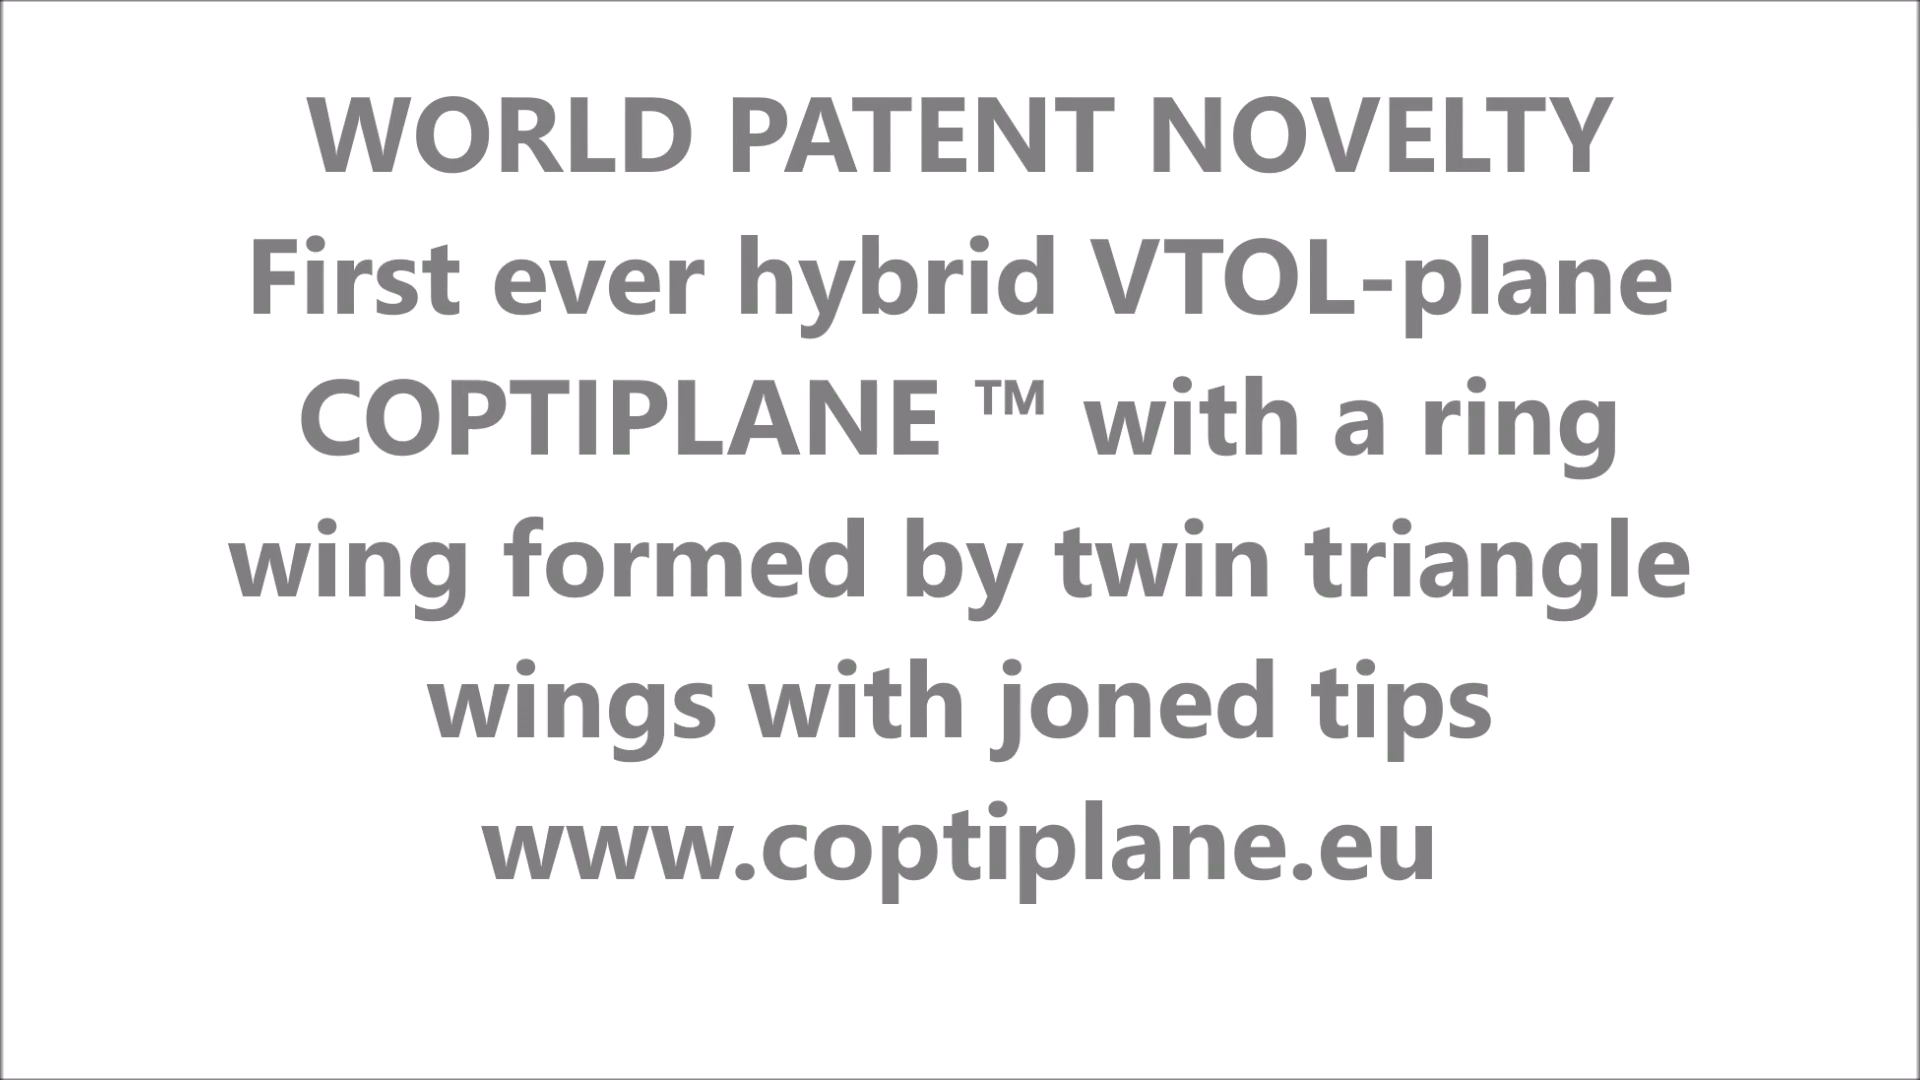 WORLD PATENT NOVELTY
First ever hybrid VTOL-plane
COPTIPLANE ™ with a ring
wing formed by twin triangle
wings with joned tips
www.coptiplane.eu